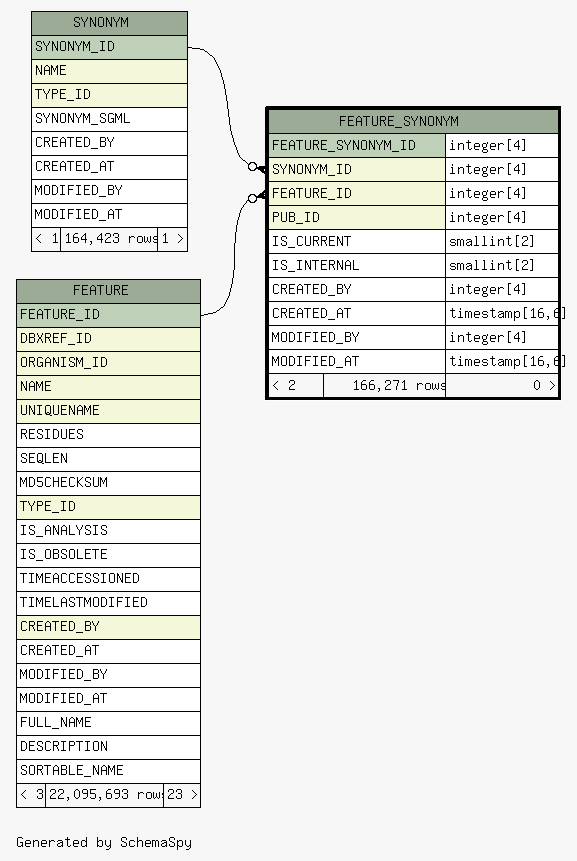 SYNONYM
SYNONYM_ID
NAME
TYPE_ID
SYNONYM_SGML
CREATED_BY
CREATED_AT
MODIFIED_BY
MODIFIED_AT
< 1 164,423 rows 1 >
FEATURE_SYNONYM
FEATURE_SYNONYM_ID integer[4]
SYNONYM_ID integer[4]
FEATURE_ID integer[4]
PUB_ID integer[4]
IS_CURRENT smallint[2]
IS_INTERNAL smallint[2]
CREATED_BY integer[4]
CREATED_AT timestamp[16,6]
MODIFIED_BY integer[4]
MODIFIED_AT timestamp[16,6]
< 2 166,271 rows 0 >
FEATURE
FEATURE_ID
DBXREF_ID
ORGANISM_ID
NAME
UNIQUENAME
RESIDUES
SEQLEN
MD5CHECKSUM
TYPE_ID
IS_ANALYSIS
IS_OBSOLETE
TIMEACCESSIONED
TIMELASTMODIFIED
CREATED_BY
CREATED_AT
MODIFIED_BY
MODIFIED_AT
FULL_NAME
DESCRIPTION
SORTABLE_NAME
< 3 22,095,693 rows 23 >
Generated by SchemaSpy